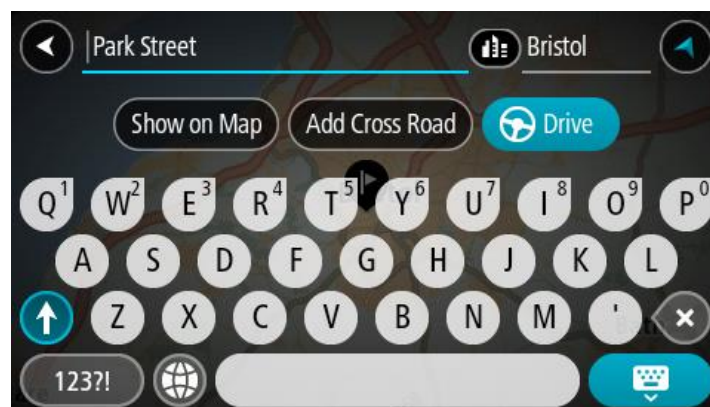 Park Street Bristol
Show on Map Add Cross Road Drive
Q1 W2 E3 R4 T5 Y6 U7 I8 O9 P0
A S D F G H J K L
Z X C V B N M '
123?!